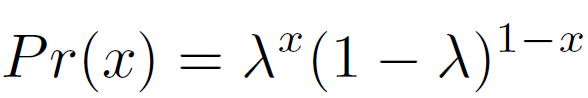 Pr(x) = λ^x(1 − λ)^{1−x}